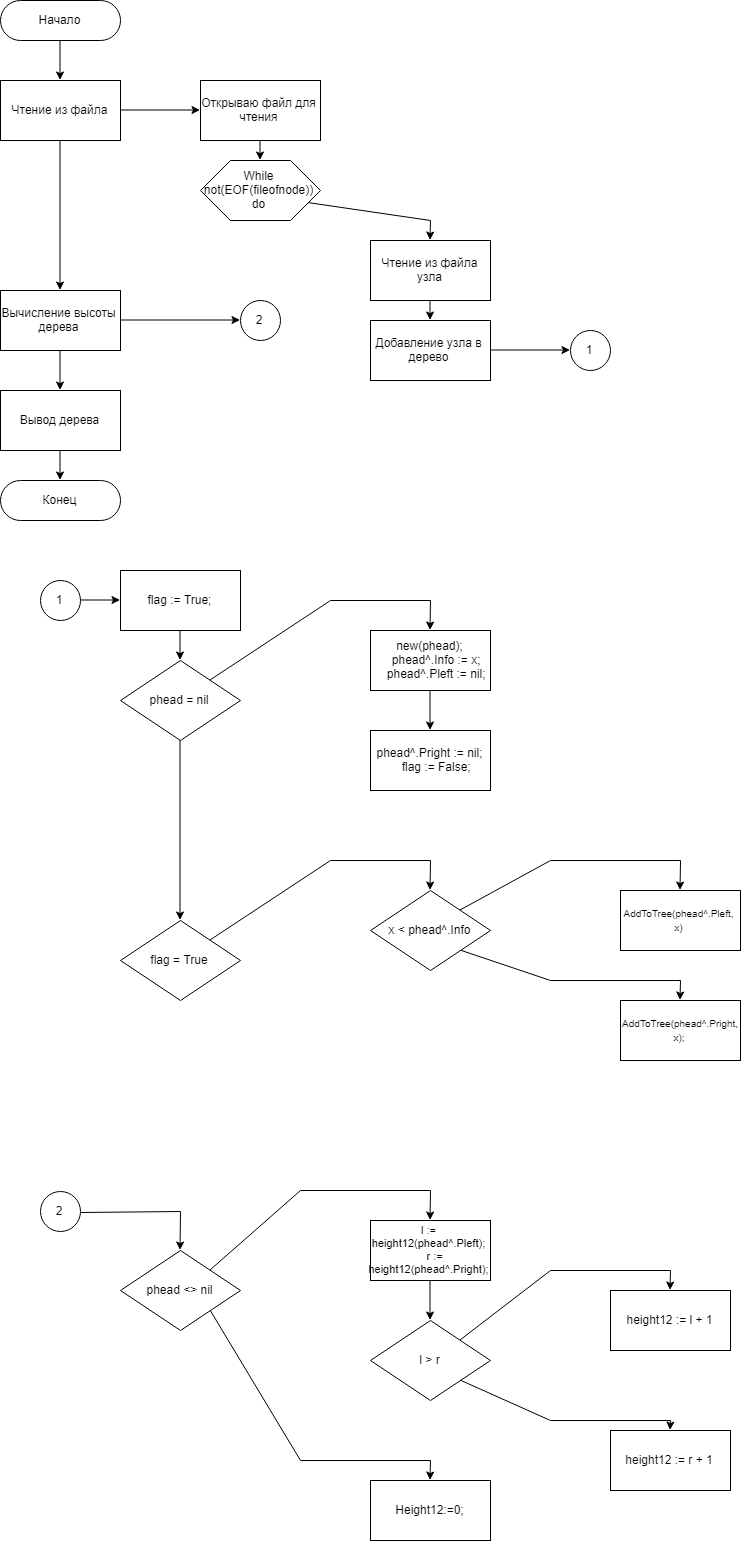 Начало
Чтение из файла
Открываю файл для
чтения
While
not(EOF(fileofnode))
do
Чтение из файла
узла
Вычисление высоты
дерева
2
Добавление узла в
дерево
1
Вывод дерева
Конец
1
flag := True;
phead = nil
new(phead);
phead^.Info := x;
phead^.Pleft := nil;
phead^.Pright := nil;
flag := False;
flag = True
x < phead^.Info
AddToTree(phead^.Pleft,
x)
AddToTree(phead^.Pright,
x);
2
phead <> nil
l :=
height12(phead^.Pleft);
r :=
height12(phead^.Pright);
l > r
height12 := l + 1
height12 := r + 1
Height12:=0;